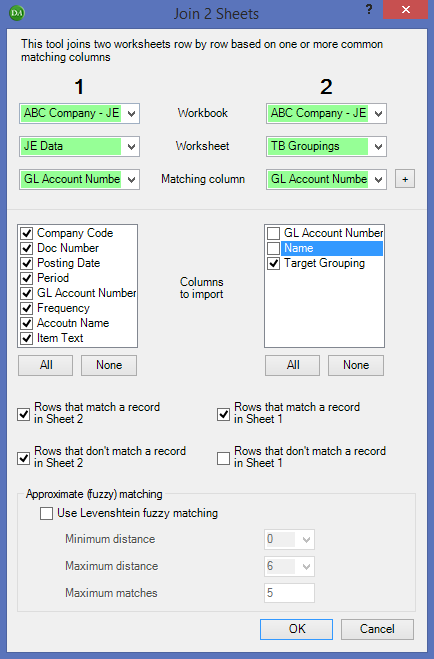 DA
Join 2 Sheets
?
This tool joins two worksheets row by row based on one or more common
matching columns
1
2
ABC Company - JE
Workbook
ABC Company - JE
JE Data
Worksheet
TB Groupings
GL Account Numbe
Matching column
GL Account Numbe
+
Company Code
Doc Number
Posting Date
Period
GL Account Number
Frequency
Accoutn Name
Item Text
Columns
to import
GL Account Number
Name
Target Grouping
All
None
All
None
Rows that match a record
in Sheet 2
Rows that match a record
in Sheet 1
Rows that don't match a record
in Sheet 2
Rows that don't match a record
in Sheet 1
Approximate (fuzzy) matching
Use Levenshtein fuzzy matching
Minimum distance
0
Maximum distance
6
Maximum matches
5
OK
Cancel